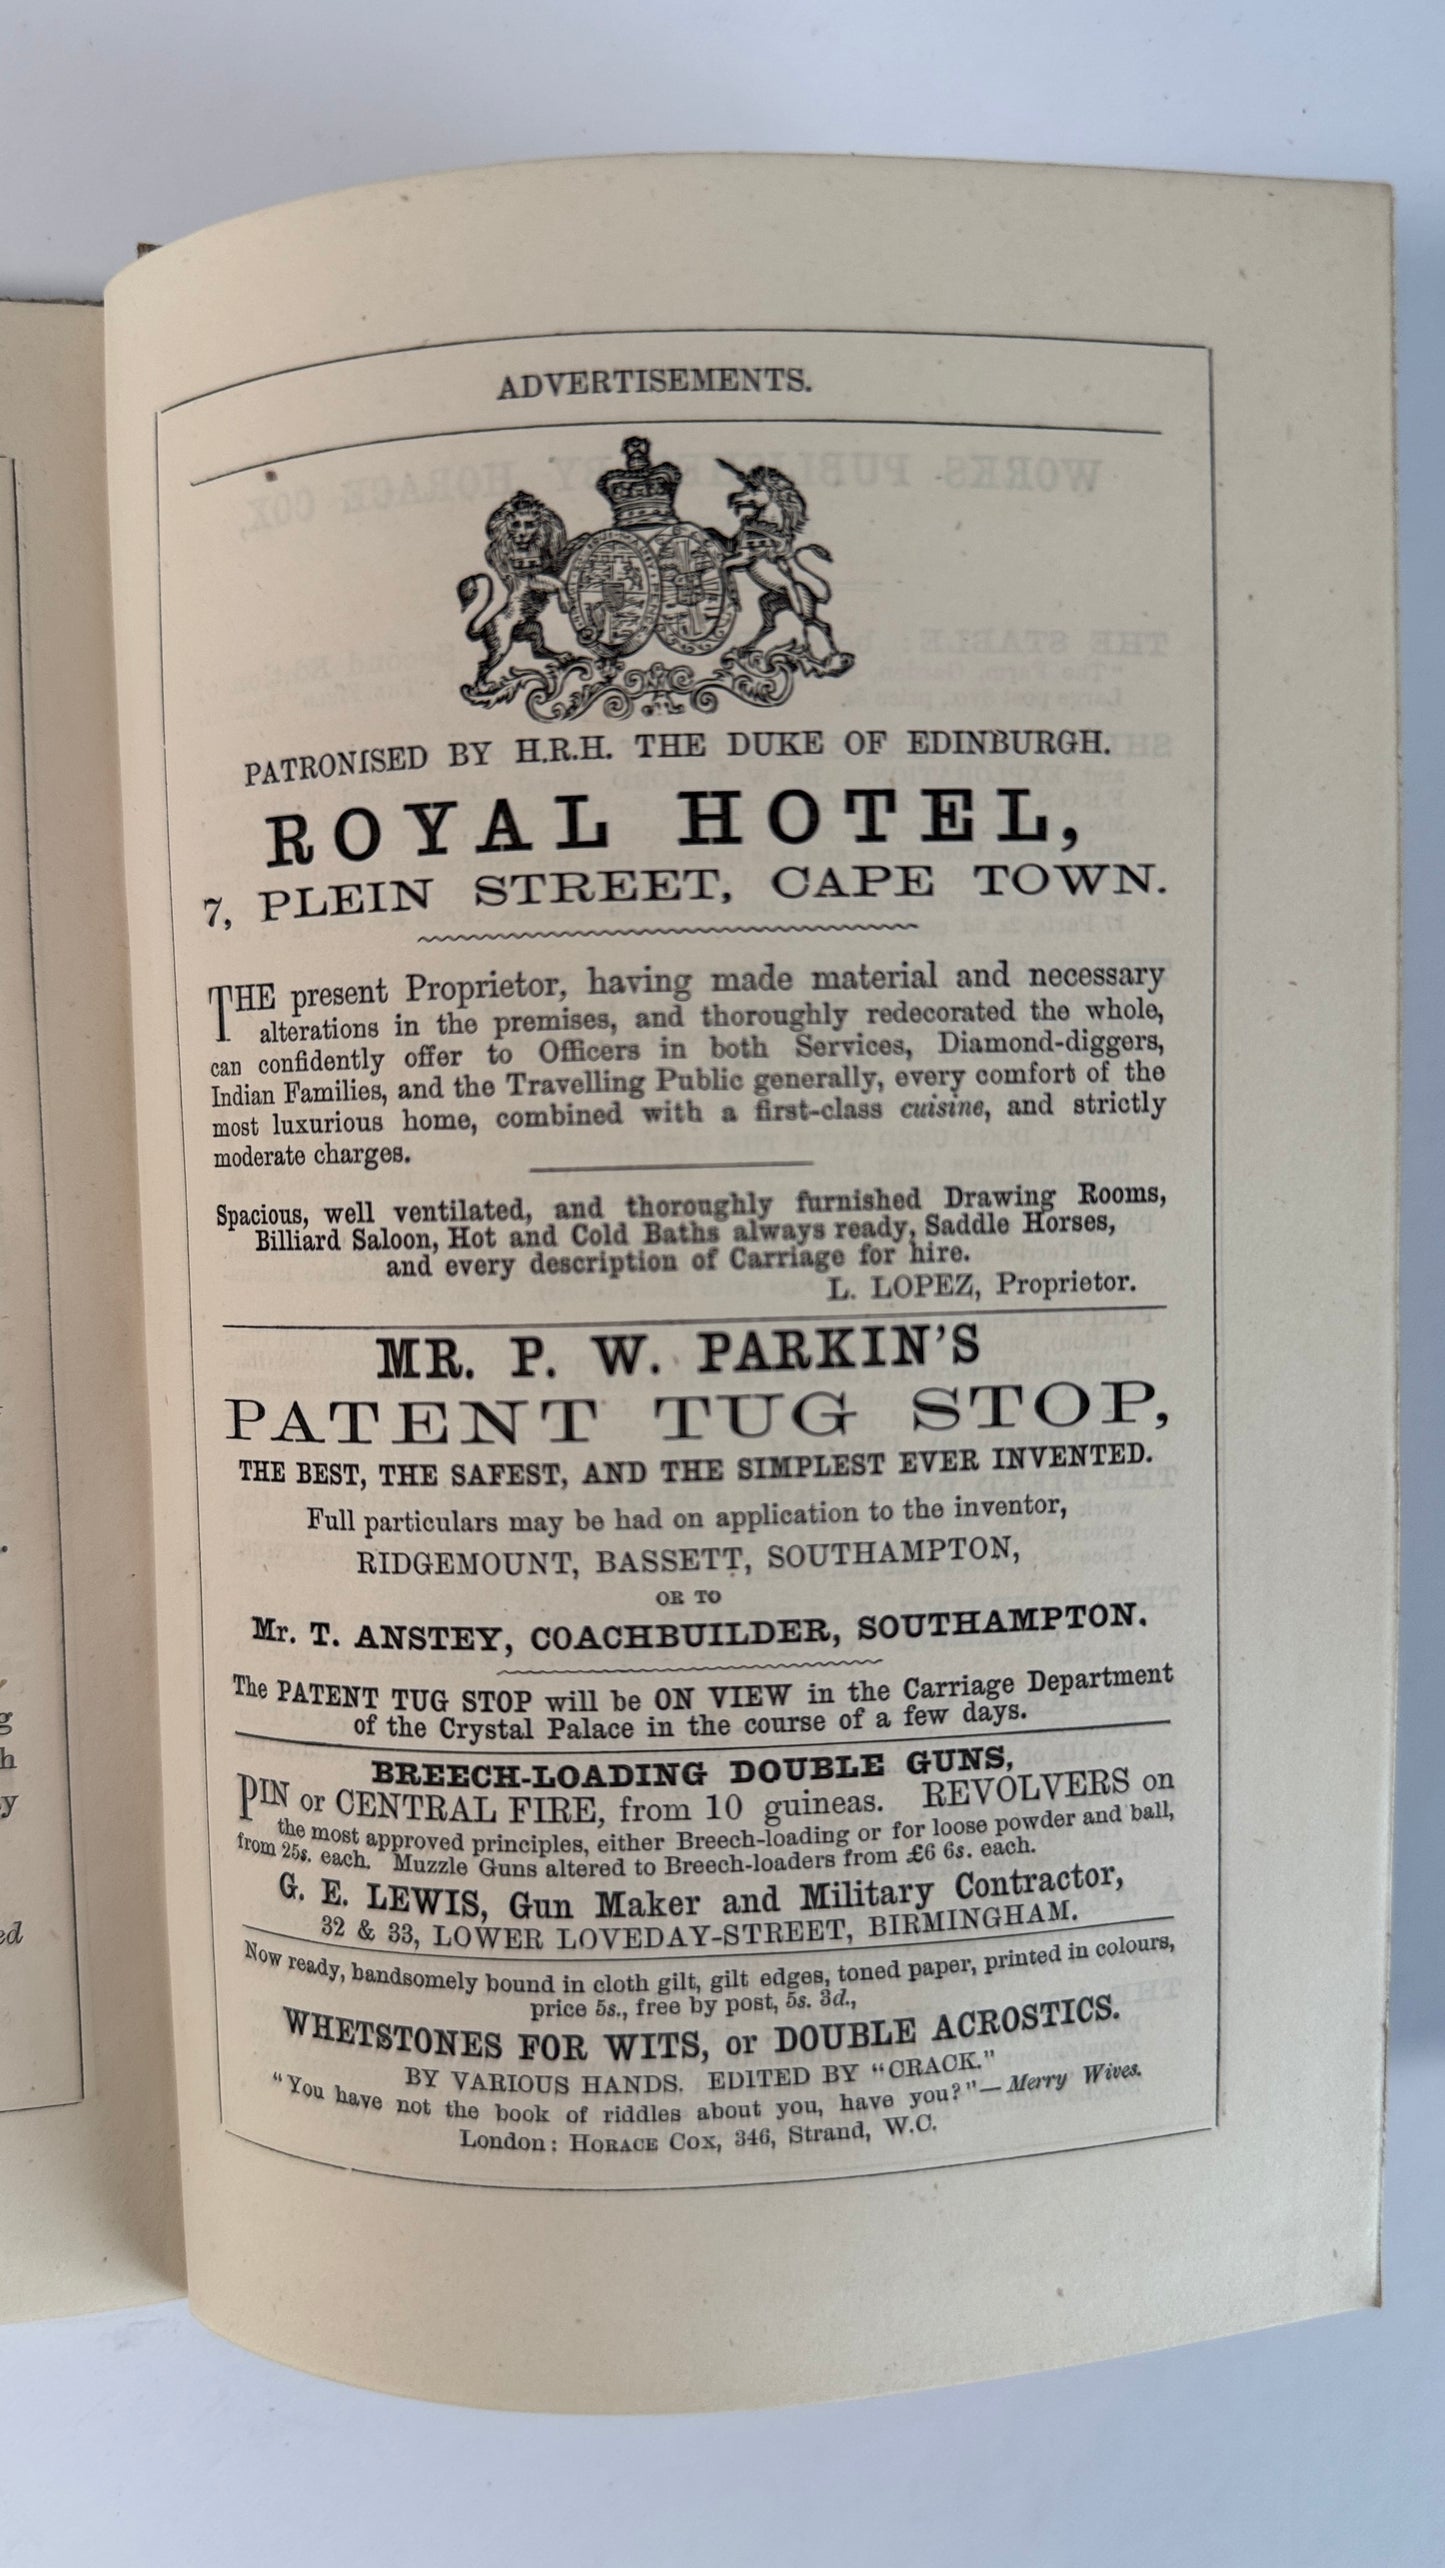 ADVERTISEMENTS.
PATRONISED BY H.R.H. THE DUKE OF EDINBURGH.
ROYAL HOTEL,
7, PLEIN STREET, CAPE TOWN.
THE present Proprietor, having made material and necessary
alterations in the premises, and thoroughly redecorated the whole,
can confidently offer to Officers in both Services, Diamond-diggers,
Indian Families, and the Travelling Public generally, every comfort of the
most luxurious home, combined with a first-class cuisine, and strictly
moderate charges.
Spacious, well ventilated, and thoroughly furnished Drawing Rooms,
Billiard Saloon, Hot and Cold Baths always ready, Saddle Horses,
and every description of Carriage for hire.
L. LOPEZ, Proprietor.
MR. P. W. PARKIN'S
PATENT TUG STOP,
THE BEST, THE SAFEST, AND THE SIMPLEST EVER INVENTED.
Full particulars may be had on application to the inventor,
RIDGEMOUNT, BASSETT, SOUTHAMPTON,
OR TO
Mr. T. ANSTEY, COACHBUILDER, SOUTHAMPTON.
The PATENT TUG STOP will be ON VIEW in the Carriage Department
of the Crystal Palace in the course of a few days.
BREECH-LOADING DOUBLE GUNS,
PIN or CENTRAL FIRE, from 10 guineas. REVOLVERS on
the most approved principles, either Breech-loading or for loose powder and ball,
from 25s. each. Muzzle Guns altered to Breech-loaders from £6 6s. each.
G. E. LEWIS, Gun Maker and Military Contractor,
32 & 33, LOWER LOVEDAY-STREET, BIRMINGHAM.
Now ready, handsomely bound in cloth gilt, gilt edges, toned paper, printed in colours,
price 5s., free by post, 5s. 3d.,
WHETSTONES FOR WITS, or DOUBLE ACROSTICS.
BY VARIOUS HANDS. EDITED BY "CRACK."
"You have not the book of riddles about you, have you?"—Merry Wives.
London: HORACE COX, 346, Strand, W.C.